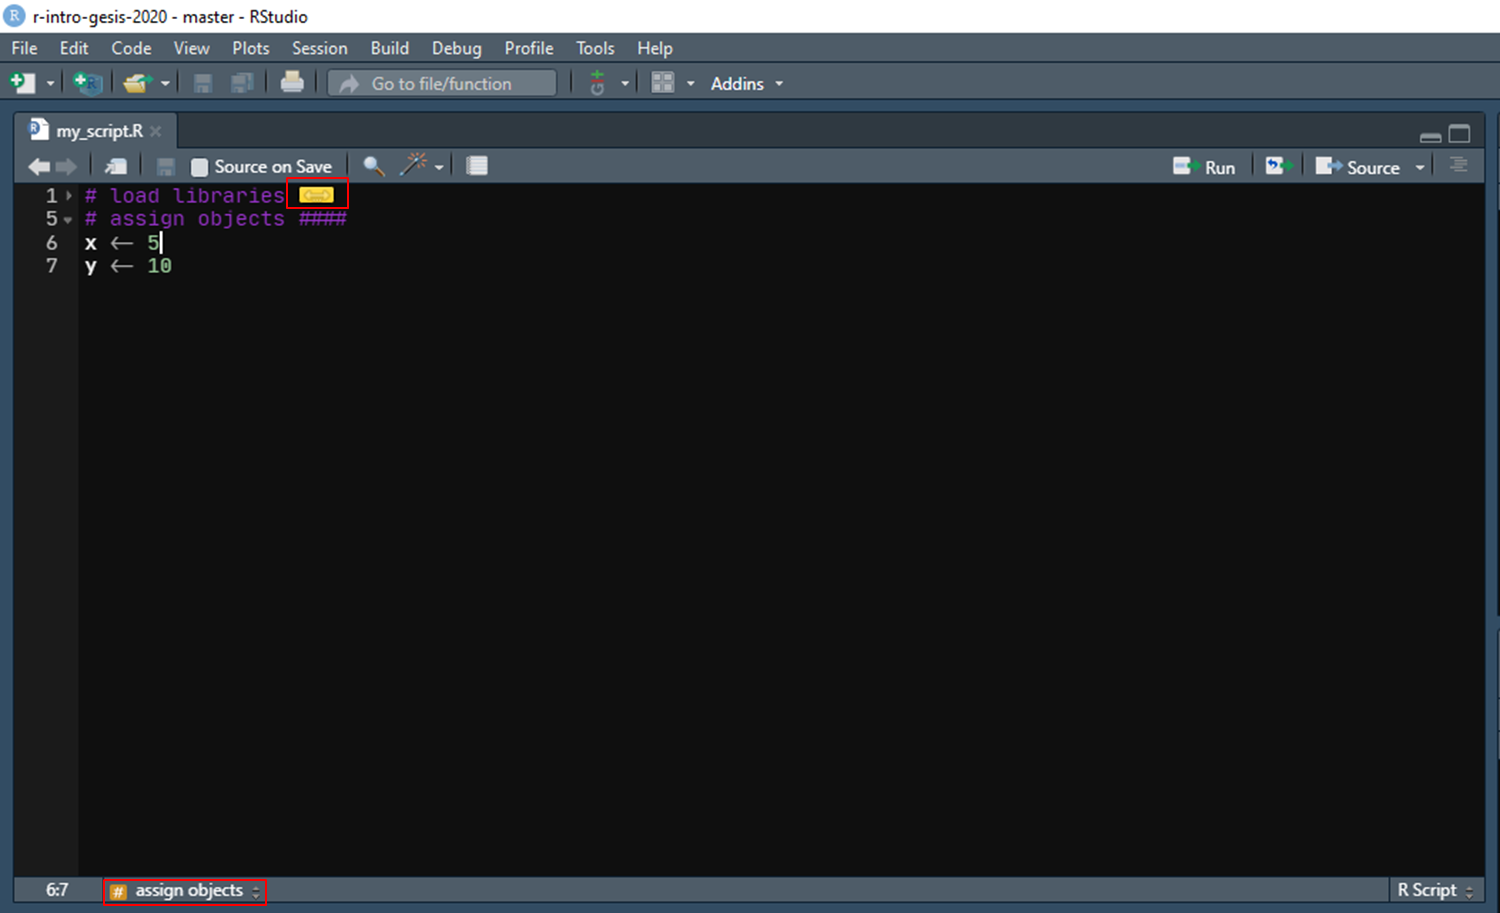 r-intro-gesis-2020 - master - RStudio
File Edit Code View Plots Session Build Debug Profile Tools Help
Go to file/function Addins
my_script.R
Source on Save Run Source
1 # load libraries
5 # assign objects ####
6 x ← 5
7 y ← 10
6:7 # assign objects R Script